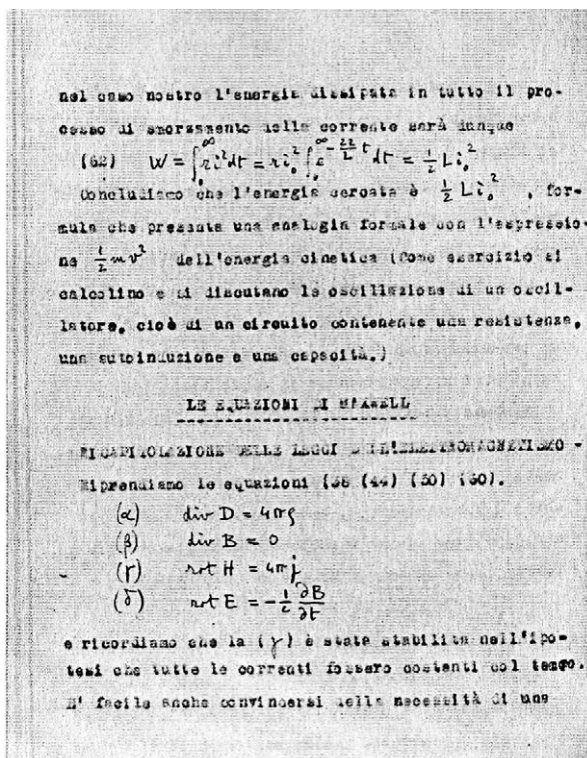 nel caso nostro l'energia dissipata in tutto il pro-
cesso di smorzamento della corrente sarà dunque
(62) W = ∫₀^∞ ri²dt = ri₀² ∫₀^∞ e^(-2r/L t) dt = ½ L i₀²
Concludiamo che l'energia cercata è ½ L i₀² , for-
mula che presenta una analogia formale con l'espressio-
ne ½ m v² dell'energia cinetica (Come esercizio si
calcolino e si discutano le oscillazione di un oscil-
latore, cioè di un circuito contenente una resistenza,
una autoinduzione e una capacità.)
LE EQUAZIONI DI MAXWELL
RICAPITOLAZIONE DELLE LEGGI DELL'ELETTROMAGNETISMO -
Riprendiamo le equazioni (38 (44) (50) (60).
(α) div D = 4πρ
(β) div B = 0
(γ) rot H = 4πj
(δ) rot E = -1/c ∂B/∂t
e ricordiamo che la (γ) è stata stabilita nell'ipo-
tesi che tutte le correnti fossero costanti col tempo.
E' facile anche convincersi della necessità di una